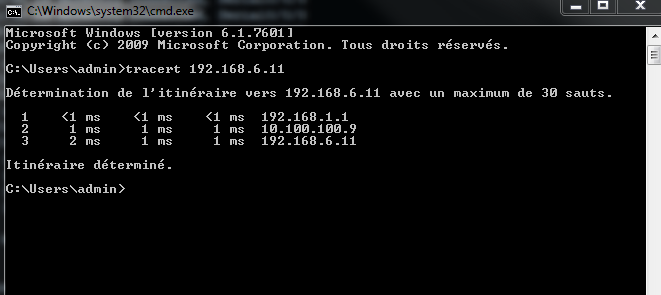 C:\Windows\system32\cmd.exe
Microsoft Windows [version 6.1.7601]
Copyright (c) 2009 Microsoft Corporation. Tous droits réservés.
C:\Users\admin>tracert 192.168.6.11
Détermination de l'itinéraire vers 192.168.6.11 avec un maximum de 30 sauts.
1 <1 ms <1 ms <1 ms 192.168.1.1
2 1 ms 1 ms 1 ms 10.100.100.9
3 2 ms 1 ms 1 ms 192.168.6.11
Itinéraire déterminé.
C:\Users\admin>